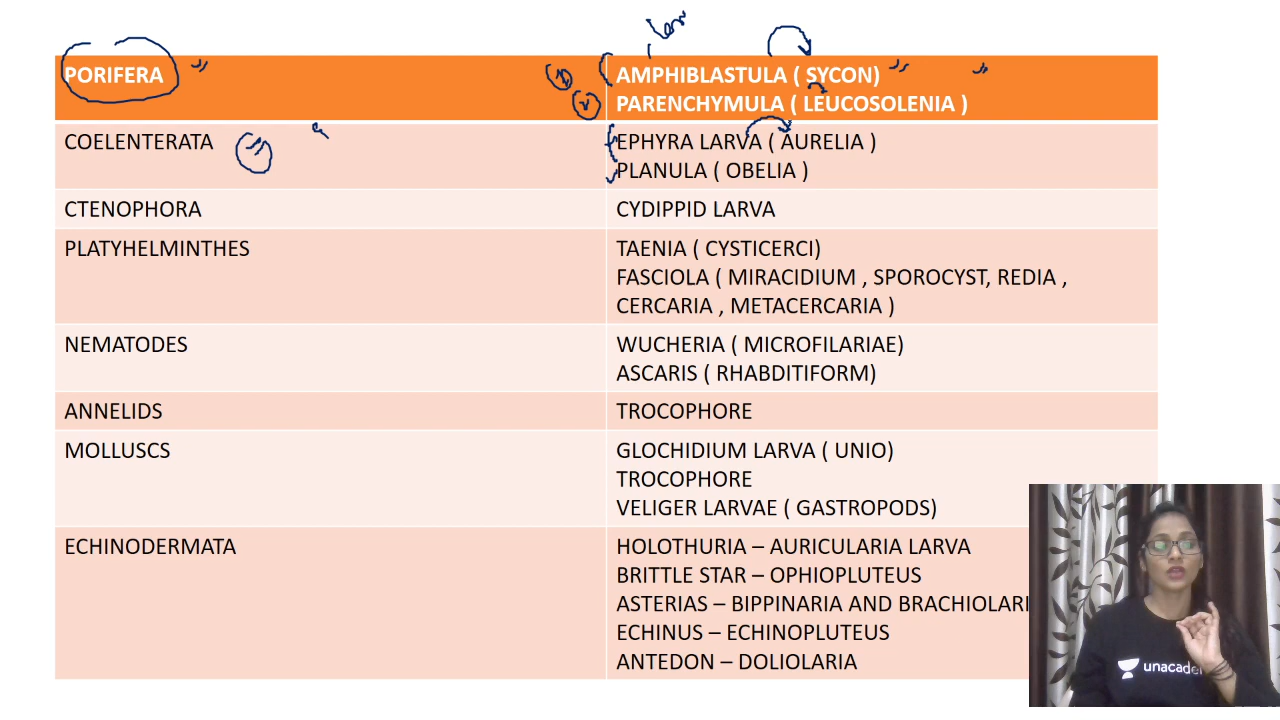 PORIFERA
AMPHIBLASTULA ( SYCON)
PARENCHYMULA ( LEUCOSOLENIA )
COELENTERATA
EPHYRA LARVA ( AURELIA )
PLANULA ( OBELIA )
CTENOPHORA
CYDIPPID LARVA
PLATYHELMINTHES
TAENIA ( CYSTICERCI)
FASCIOLA ( MIRACIDIUM , SPOROCYST, REDIA ,
CERCARIA , METACERCARIA )
NEMATODES
WUCHERIA ( MICROFILARIAE)
ASCARIS ( RHABDITIFORM)
ANNELIDS
TROCOPHORE
MOLLUSCS
GLOCHIDIUM LARVA ( UNIO)
TROCOPHORE
VELIGER LARVAE ( GASTROPODS)
ECHINODERMATA
HOLOTHURIA – AURICULARIA LARVA
BRITTLE STAR – OPHIOPLUTEUS
ASTERIAS – BIPPINARIA AND BRACHIOLARI
ECHINUS – ECHINOPLUTEUS
ANTEDON – DOLIOLARIA
unacade